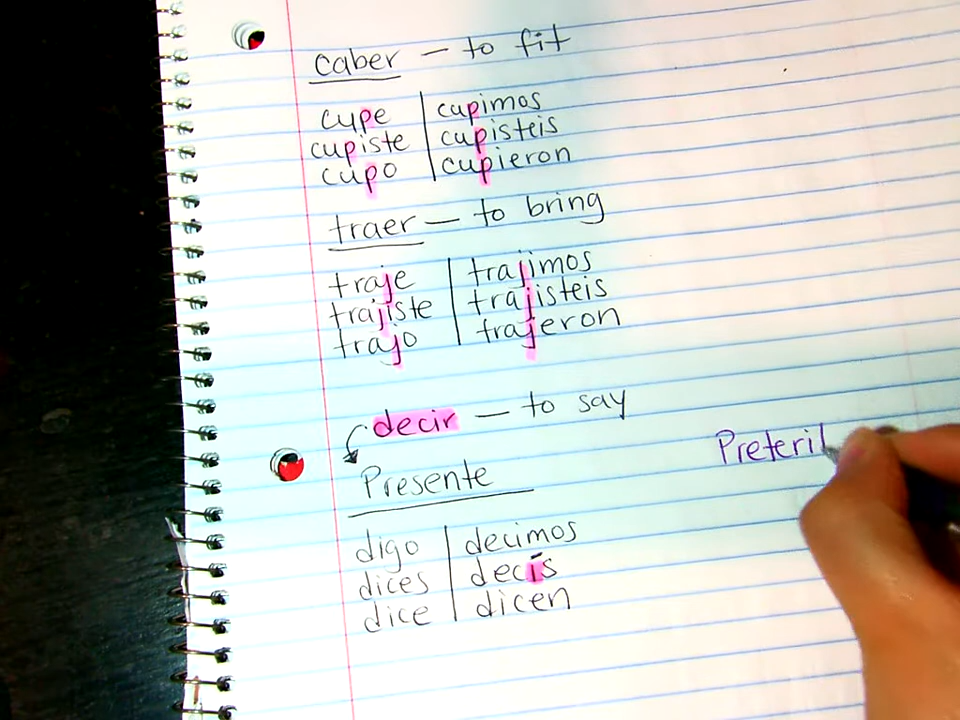 caber — to fit
cupe | cupimos
cupiste | cupisteis
cupo | cupieron
traer — to bring
traje | trajimos
trajiste | trajisteis
trajo | trajeron
decir — to say
Preteri
Presente
digo | decimos
dices | decís
dice | dicen